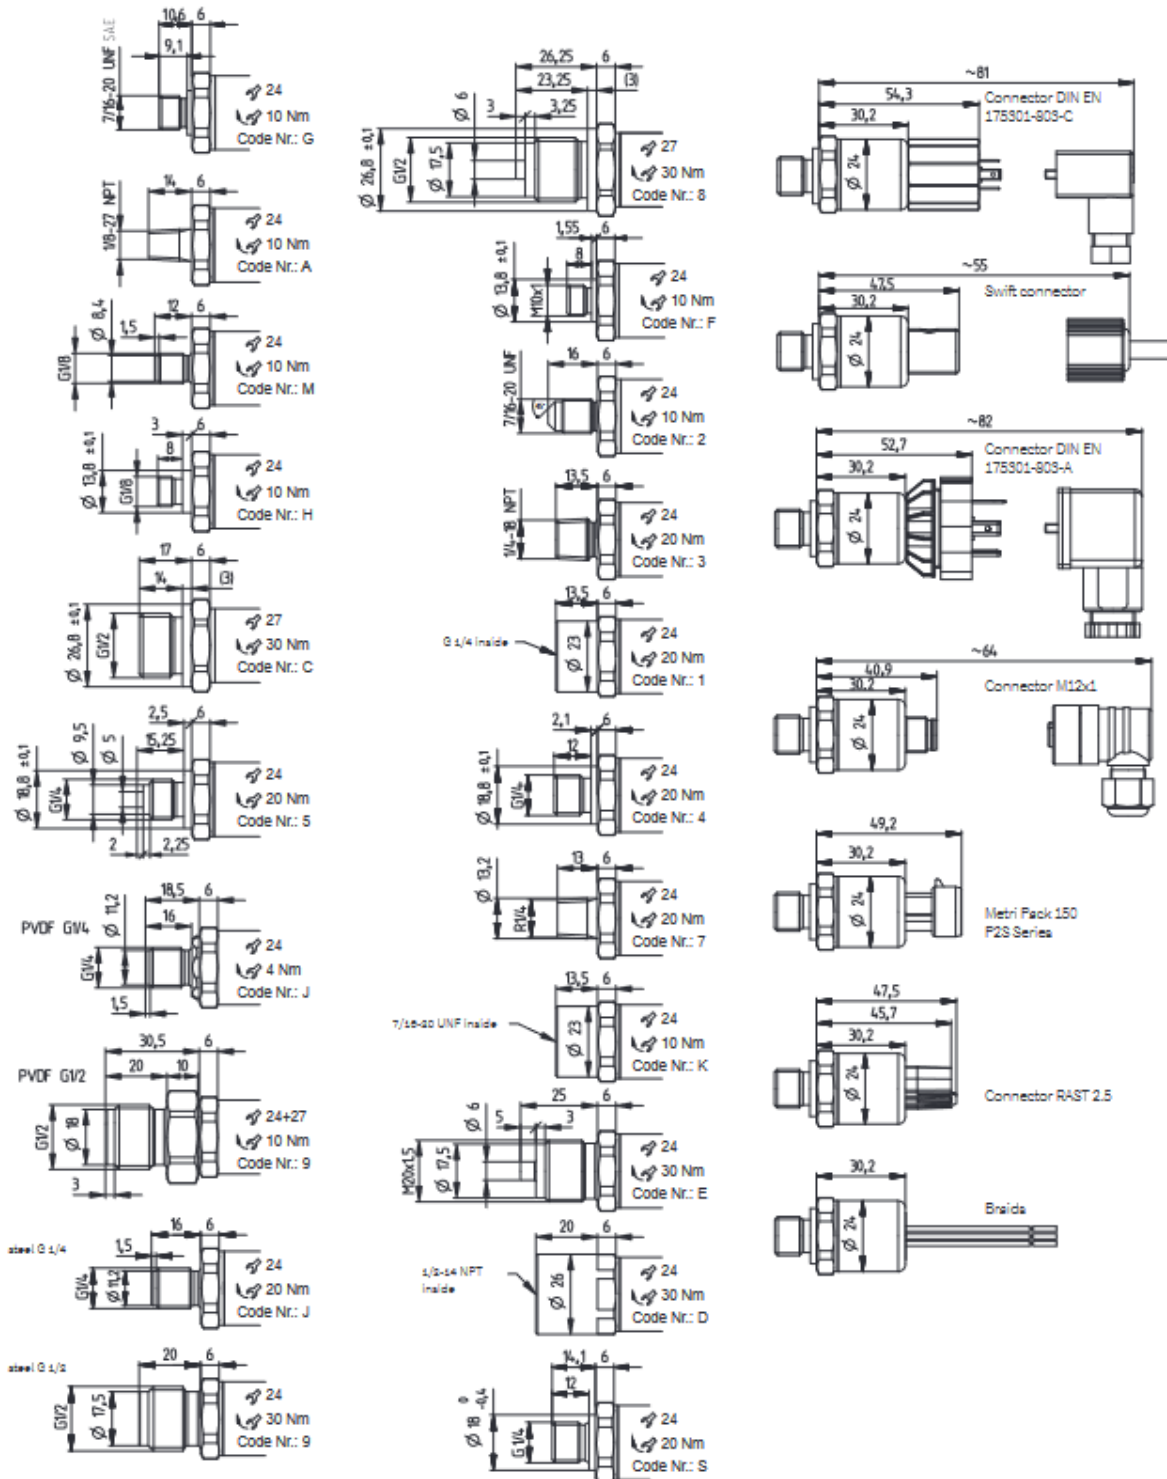 10,6 6
9,1
7/16-20 UNF SAE
24
10 Nm
Code Nr.: G
14 6
1/8-27 NPT
24
10 Nm
Code Nr.: A
12 6
1,5
Ø 8,4
G1/8
24
10 Nm
Code Nr.: M
3 6
8
Ø 13,8 ±0,1
G1/8
24
10 Nm
Code Nr.: H
17 6
14 (3)
Ø 26,8 ±0,1
G1/2
27
30 Nm
Code Nr.: C
2,5 6
15,25
Ø 18,8 ±0,1
G1/4
Ø 9,5
Ø 5
2 2,25
24
20 Nm
Code Nr.: 5
PVDF G1/4
18,5 6
16
Ø 11,2
G1/4
1,5
24
4 Nm
Code Nr.: J
PVDF G1/2
30,5 6
20 10
G1/2
Ø 18
3
24+27
10 Nm
Code Nr.: 9
steel G 1/4
16 6
1,5
G1/4
Ø 11,2
24
20 Nm
Code Nr.: J
steel G 1/2
20 6
G1/2
Ø 17,5
24
30 Nm
Code Nr.: 9
26,25 6
23,25 (3)
3 3,25
Ø 6
Ø 26,8 ±0,1
G1/2
Ø 17,5
27
30 Nm
Code Nr.: 8
1,55 6
8
Ø 13,8 ±0,1
M10x1
24
10 Nm
Code Nr.: F
16 6
7/16-20 UNF
24
10 Nm
Code Nr.: 2
13,5 6
1/4-18 NPT
24
20 Nm
Code Nr.: 3
13,5 6
G 1/4 inside
Ø 23
24
20 Nm
Code Nr.: 1
2,1 6
12
Ø 18,8 ±0,1
G1/4
24
20 Nm
Code Nr.: 4
13 6
Ø 13,2
R1/4
24
20 Nm
Code Nr.: 7
13,5 6
7/16-20 UNF inside
Ø 23
24
10 Nm
Code Nr.: K
25 6
5 3
Ø 6
M20x1,5
Ø 17,5
24
30 Nm
Code Nr.: E
20 6
1/2-14 NPT
inside
Ø 26
24
30 Nm
Code Nr.: D
14,1 6
12
Ø 18 0 -0,4
G 1/4
24
20 Nm
Code Nr.: S
~81
54,3
30,2
Ø 24
Connector DIN EN
175301-803-C
~55
47,5
30,2
Ø 24
Swift connector
~82
52,7
30,2
Ø 24
Connector DIN EN
175301-803-A
~64
40,9
30,2
Ø 24
Connector M12x1
49,2
30,2
Ø 24
Metri Pack 150
P2S Series
47,5
45,7
30,2
Ø 24
Connector RAST 2.5
30,2
Ø 24
Braids